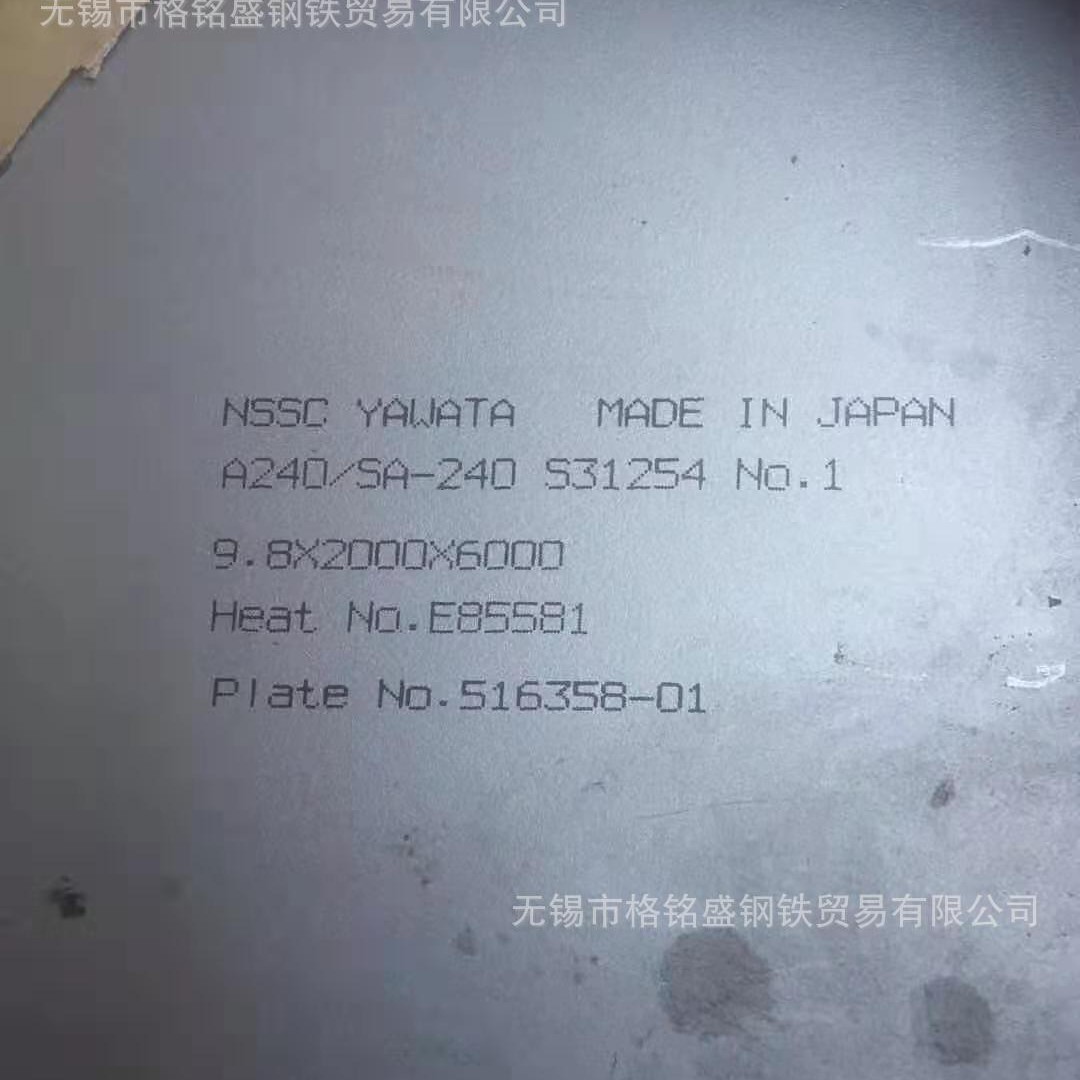 无锡市格铭盛钢铁贸易有限公司
NSSC YAWATA MADE IN JAPAN
A240/SA-240 S31254 No.1
9.8X2000X6000
Heat No.E85581
Plate No.516358-01
无锡市格铭盛钢铁贸易有限公司